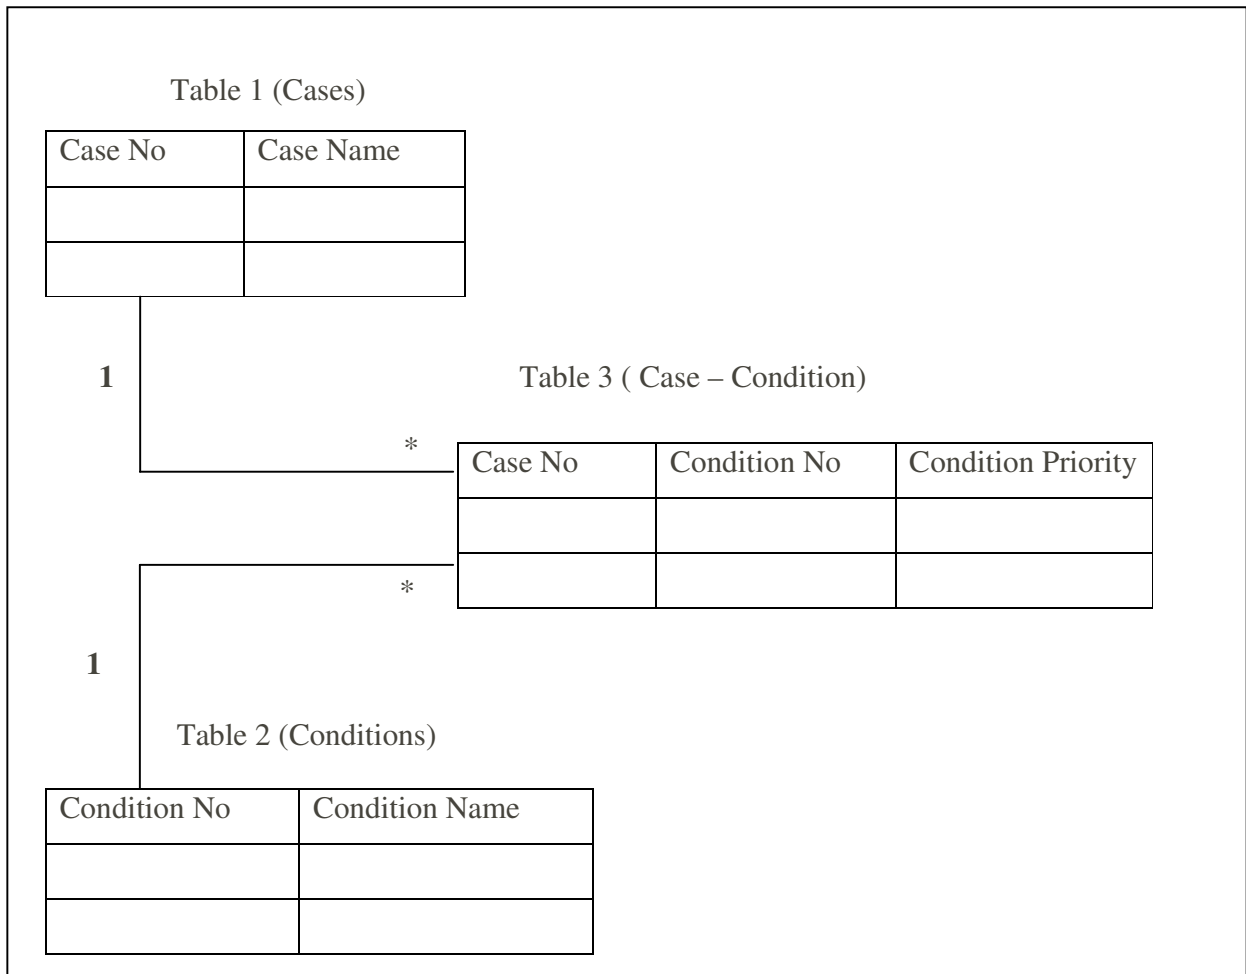 Table 1 (Cases)
Case No Case Name
1
Table 3 ( Case – Condition)
*
Case No Condition No Condition Priority
*
1
Table 2 (Conditions)
Condition No Condition Name